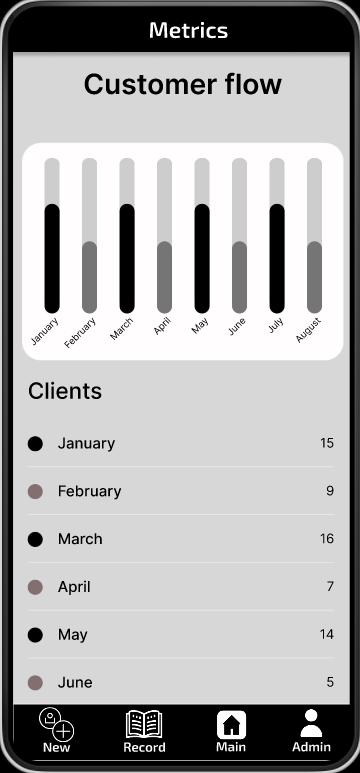 Metrics
Customer flow
January February March April May June July August
Clients
January 15
February 9
March 16
April 7
May 14
June 5
New Record Main Admin